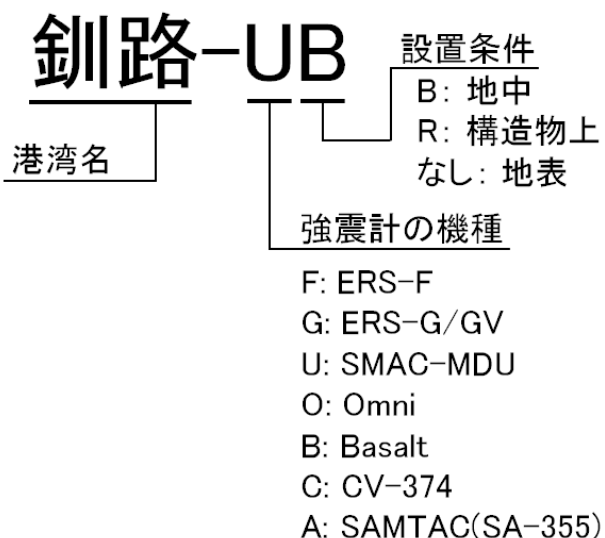 釧路-UB
設置条件
B: 地中
R: 構造物上
なし: 地表
港湾名
強震計の機種
F: ERS-F
G: ERS-G/GV
U: SMAC-MDU
O: Omni
B: Basalt
C: CV-374
A: SAMTAC(SA-355)